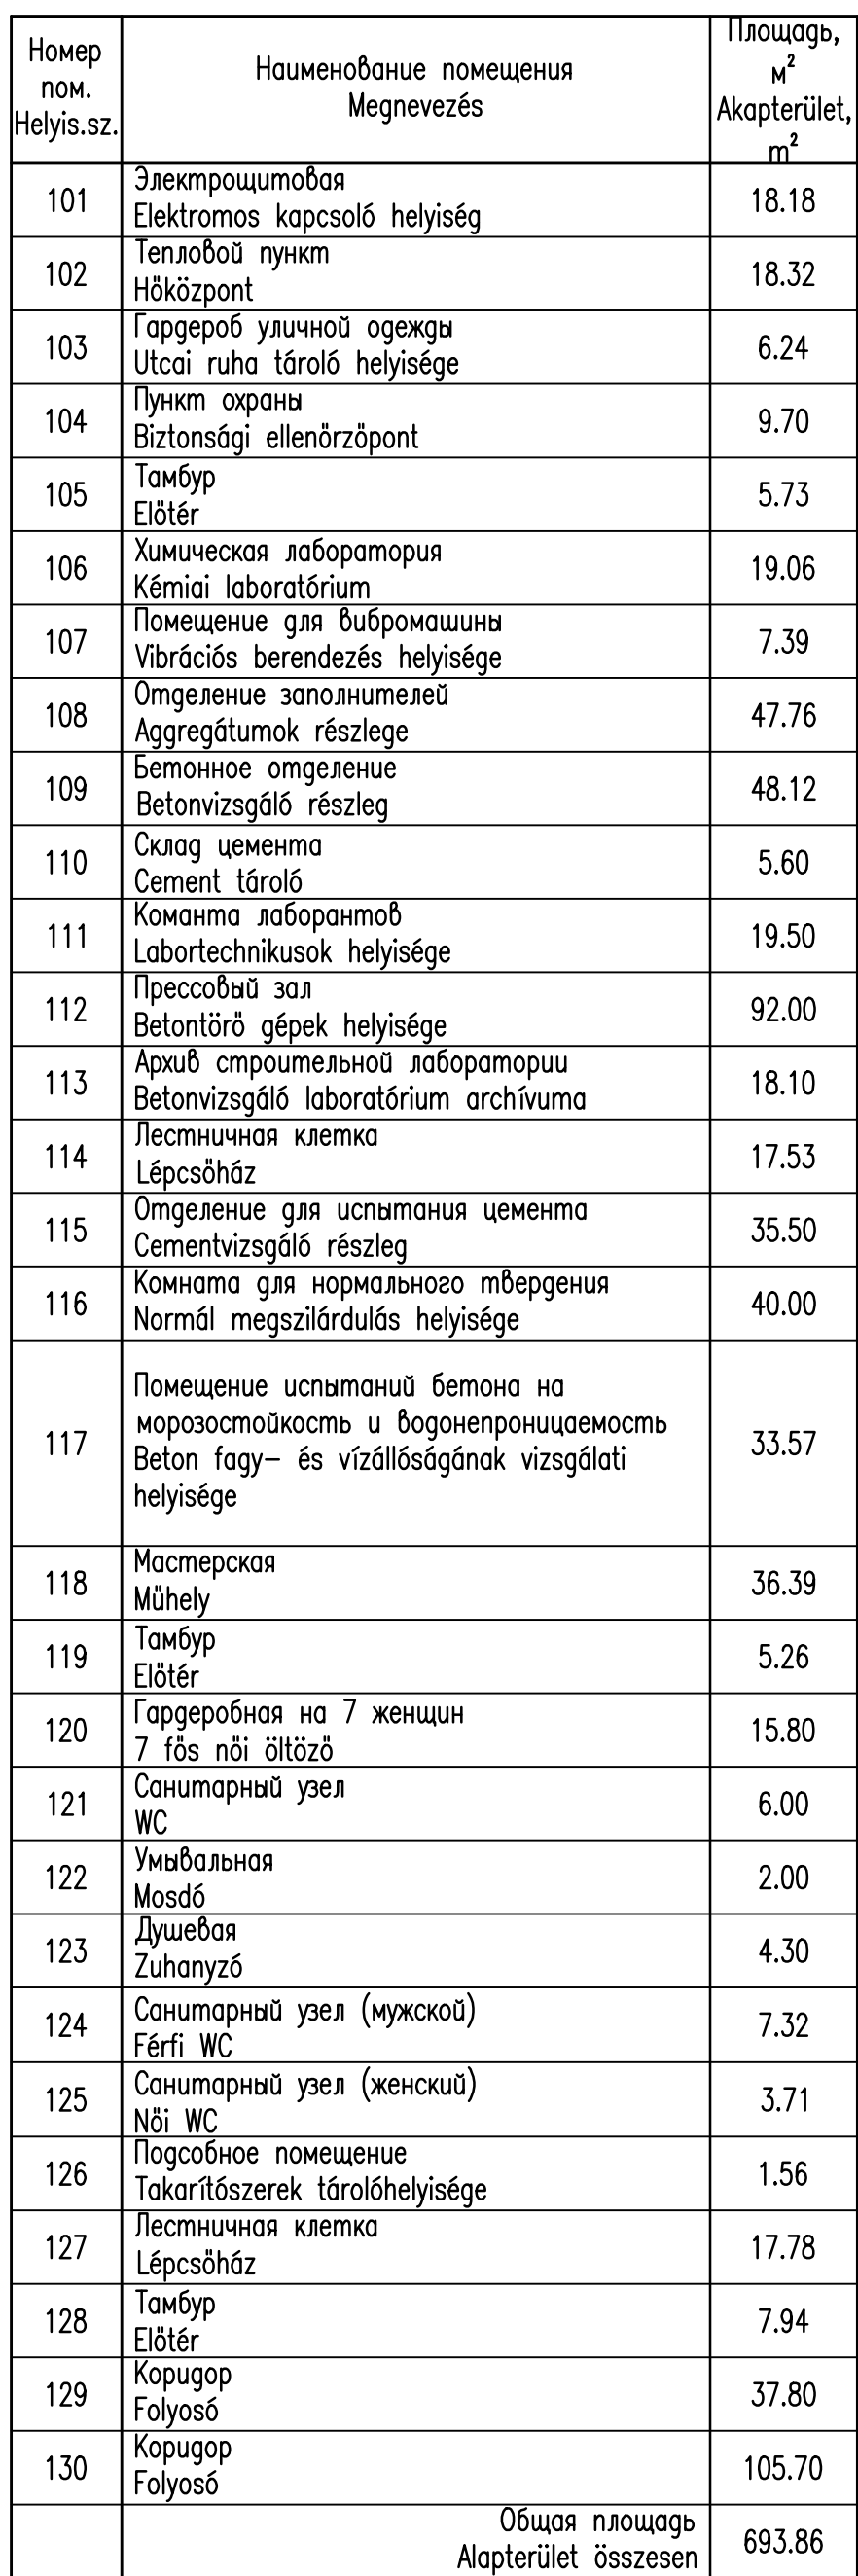 Номер
пом.
Helyis.sz.
Наименование помещения
Megnevezés
Площадь,
м²
Akapterület,
m²
101
Электрощитовая
Elektromos kapcsoló helyiség
18.18
102
Тепловой пункт
Hőközpont
18.32
103
Гардероб уличной одежды
Utcai ruha tároló helyisége
6.24
104
Пункт охраны
Biztonsági ellenőrzőpont
9.70
105
Тамбур
Előtér
5.73
106
Химическая лаборатория
Kémiai laboratórium
19.06
107
Помещение для вибромашины
Vibrációs berendezés helyisége
7.39
108
Отделение заполнителей
Aggregátumok részlege
47.76
109
Бетонное отделение
Betonvizsgáló részleg
48.12
110
Склад цемента
Cement tároló
5.60
111
Команта лаборантов
Labortechnikusok helyisége
19.50
112
Прессовый зал
Betontörő gépek helyisége
92.00
113
Архив строительной лаборатории
Betonvizsgáló laboratórium archívuma
18.10
114
Лестничная клетка
Lépcsőház
17.53
115
Отделение для испытания цемента
Cementvizsgáló részleg
35.50
116
Комната для нормального твердения
Normál megszilárdulás helyisége
40.00
117
Помещение испытаний бетона на
морозостойкость и водонепроницаемость
Beton fagy– és vízállóságának vizsgálati
helyisége
33.57
118
Мастерская
Műhely
36.39
119
Тамбур
Előtér
5.26
120
Гардеробная на 7 женщин
7 fős női öltöző
15.80
121
Санитарный узел
WC
6.00
122
Умывальная
Mosdó
2.00
123
Душевая
Zuhanyzó
4.30
124
Санитарный узел (мужской)
Férfi WC
7.32
125
Санитарный узел (женский)
Női WC
3.71
126
Подсобное помещение
Takarítószerek tárolóhelyisége
1.56
127
Лестничная клетка
Lépcsőház
17.78
128
Тамбур
Előtér
7.94
129
Коридор
Folyosó
37.80
130
Коридор
Folyosó
105.70
Общая площадь
Alapterület összesen
693.86